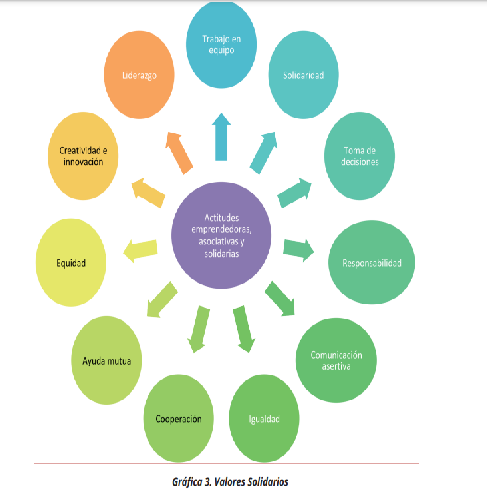 Trabajo en
equipo
Solidaridad
Toma de
decisiones
Responsabilidad
Comunicación
asertiva
Igualdad
Cooperación
Ayuda mutua
Equidad
Creatividad e
innovación
Liderazgo
Actitudes
emprendedoras,
asociativas y
solidarias
Gráfica 3. Valores Solidarios